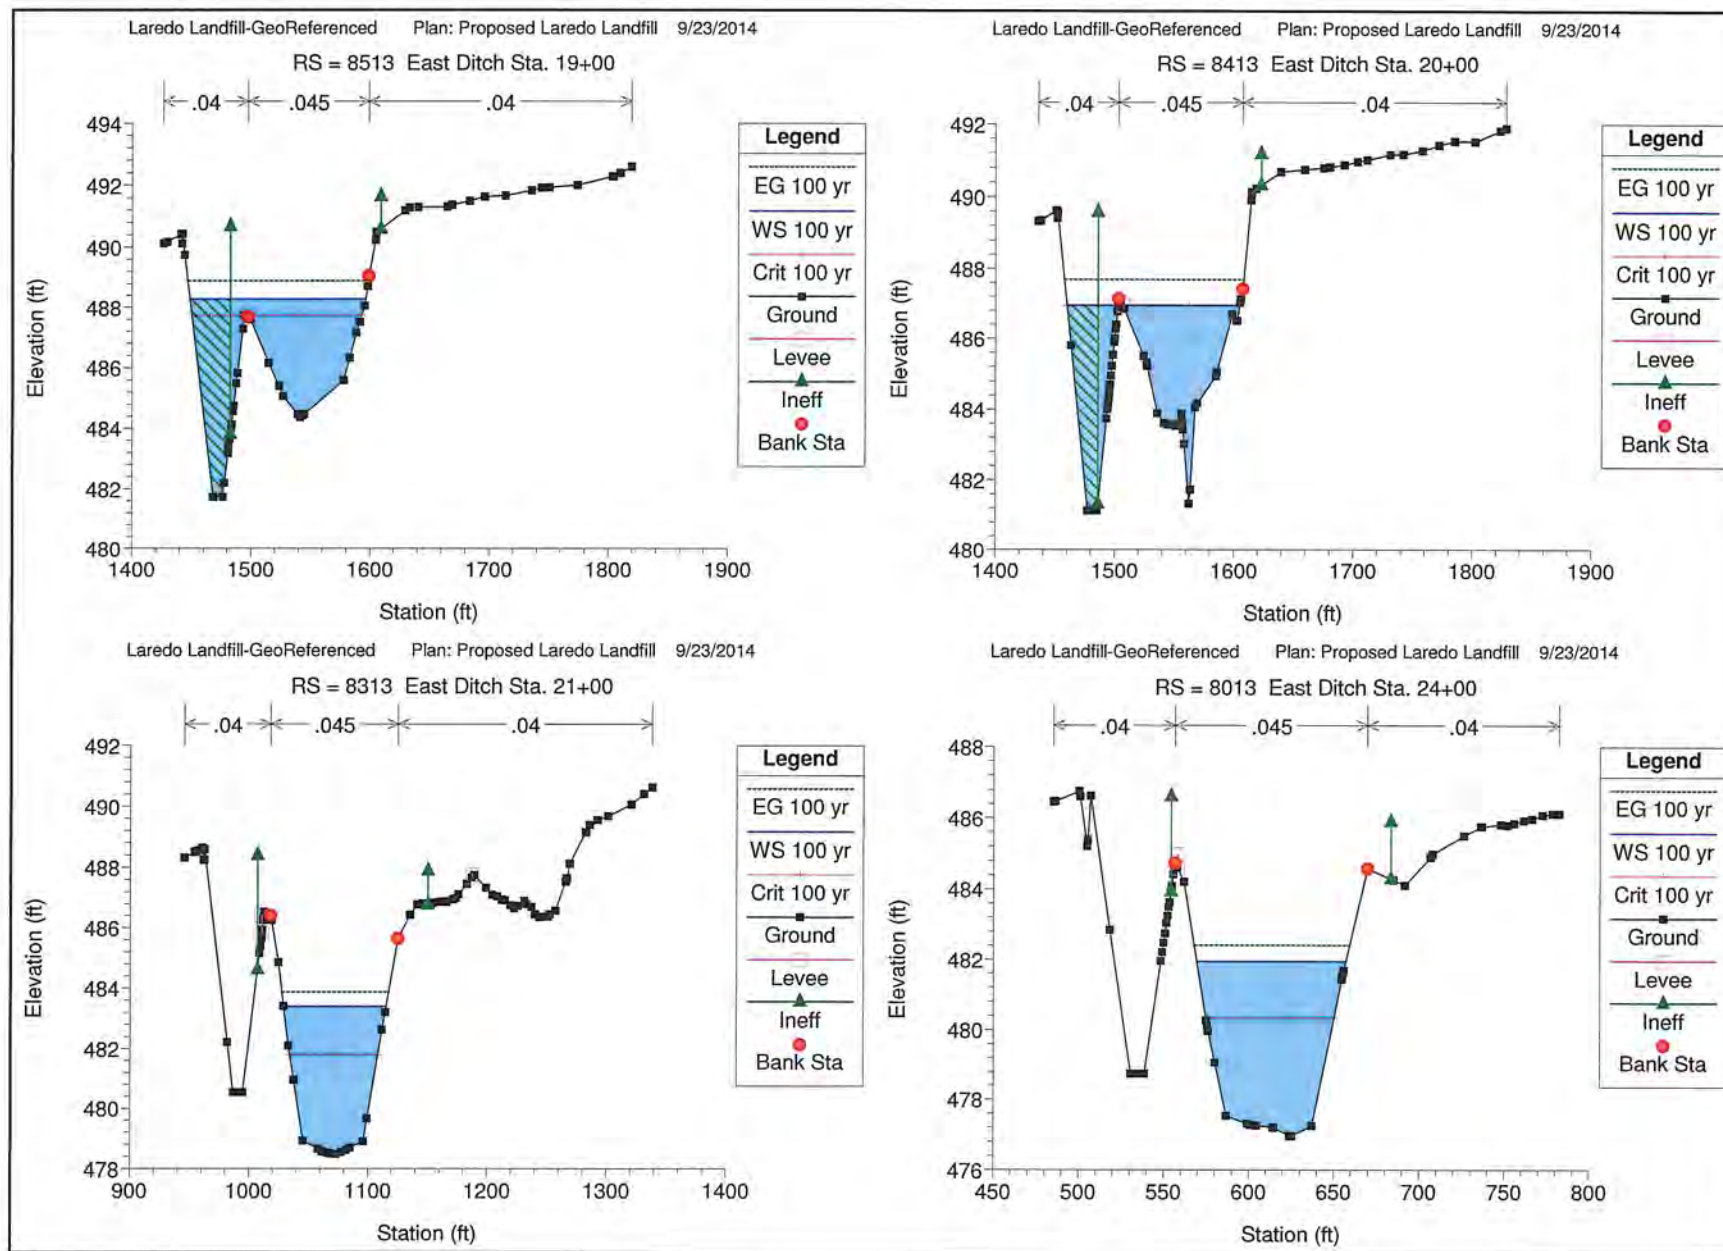 Laredo Landfill-GeoReferenced Plan: Proposed Laredo Landfill 9/23/2014
RS = 8513 East Ditch Sta. 19+00
.04 .045 .04
Elevation (ft)
494
492
490
488
486
484
482
480
1400 1500 1600 1700 1800 1900
Station (ft)
Legend
EG 100 yr
WS 100 yr
Crit 100 yr
Ground
Levee
Ineff
Bank Sta
Laredo Landfill-GeoReferenced Plan: Proposed Laredo Landfill 9/23/2014
RS = 8413 East Ditch Sta. 20+00
.04 .045 .04
Elevation (ft)
492
490
488
486
484
482
480
1400 1500 1600 1700 1800 1900
Station (ft)
Legend
EG 100 yr
WS 100 yr
Crit 100 yr
Ground
Levee
Ineff
Bank Sta
Laredo Landfill-GeoReferenced Plan: Proposed Laredo Landfill 9/23/2014
RS = 8313 East Ditch Sta. 21+00
.04 .045 .04
Elevation (ft)
492
490
488
486
484
482
480
478
900 1000 1100 1200 1300 1400
Station (ft)
Legend
EG 100 yr
WS 100 yr
Crit 100 yr
Ground
Levee
Ineff
Bank Sta
Laredo Landfill-GeoReferenced Plan: Proposed Laredo Landfill 9/23/2014
RS = 8013 East Ditch Sta. 24+00
.04 .045 .04
Elevation (ft)
488
486
484
482
480
478
476
450 500 550 600 650 700 750 800
Station (ft)
Legend
EG 100 yr
WS 100 yr
Crit 100 yr
Ground
Levee
Ineff
Bank Sta